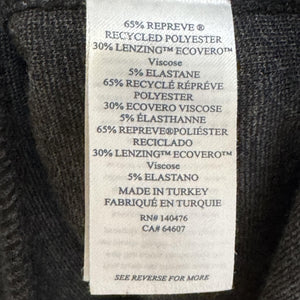 65% REPREVE ®
RECYCLED POLYESTER
30% LENZING™ ECOVERO™
Viscose
5% ELASTANE
65% RECYCLÉ RÉPRÉVE
POLYESTER
30% ECOVERO VISCOSE
5% ÉLASTHANNE
65% REPREVE®POLIÉSTER
RECICLADO
30% LENZING™ ECOVERO™
Viscose
5% ELASTANO
MADE IN TURKEY
FABRIQUÉ EN TURQUIE
RN# 140476
CA# 64607
SEE REVERSE FOR MORE